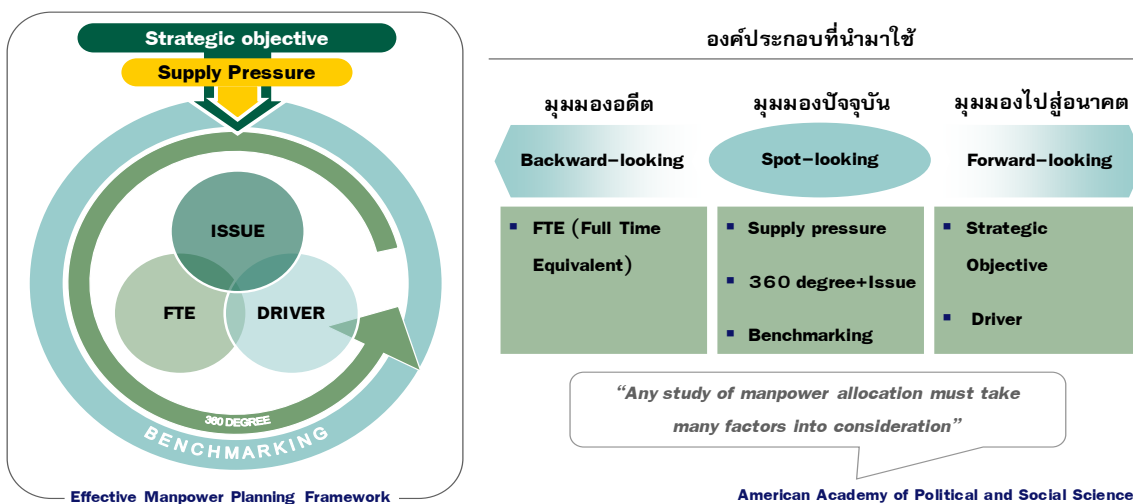 Strategic objective
Supply Pressure
ISSUE
FTE
DRIVER
360 DEGREE
BENCHMARKING
Effective Manpower Planning Framework
องค์ประกอบที่นำมาใช้
มุมมองอดีต
มุมมองปัจจุบัน
มุมมองไปสู่อนาคต
Backward-looking
Spot-looking
Forward-looking
▪ FTE (Full Time
Equivalent)
▪ Supply pressure
▪ 360 degree+Issue
▪ Benchmarking
▪ Strategic
Objective
▪ Driver
“Any study of manpower allocation must take
many factors into consideration”
American Academy of Political and Social Science